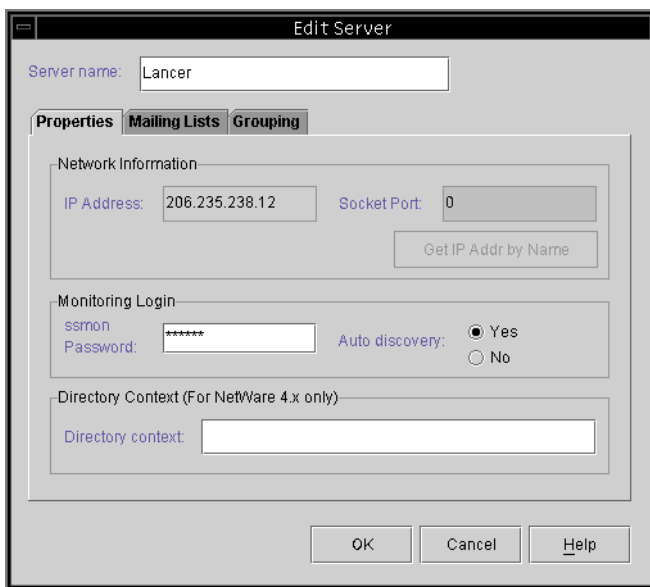 Edit Server
Server name: Lancer
Properties Mailing Lists Grouping
Network Information
IP Address: 206.235.238.12 Socket Port: 0
Get IP Addr by Name
Monitoring Login
ssmon
Password: ****** Auto discovery: Yes
No
Directory Context (For NetWare 4.x only)
Directory context:
OK Cancel Help